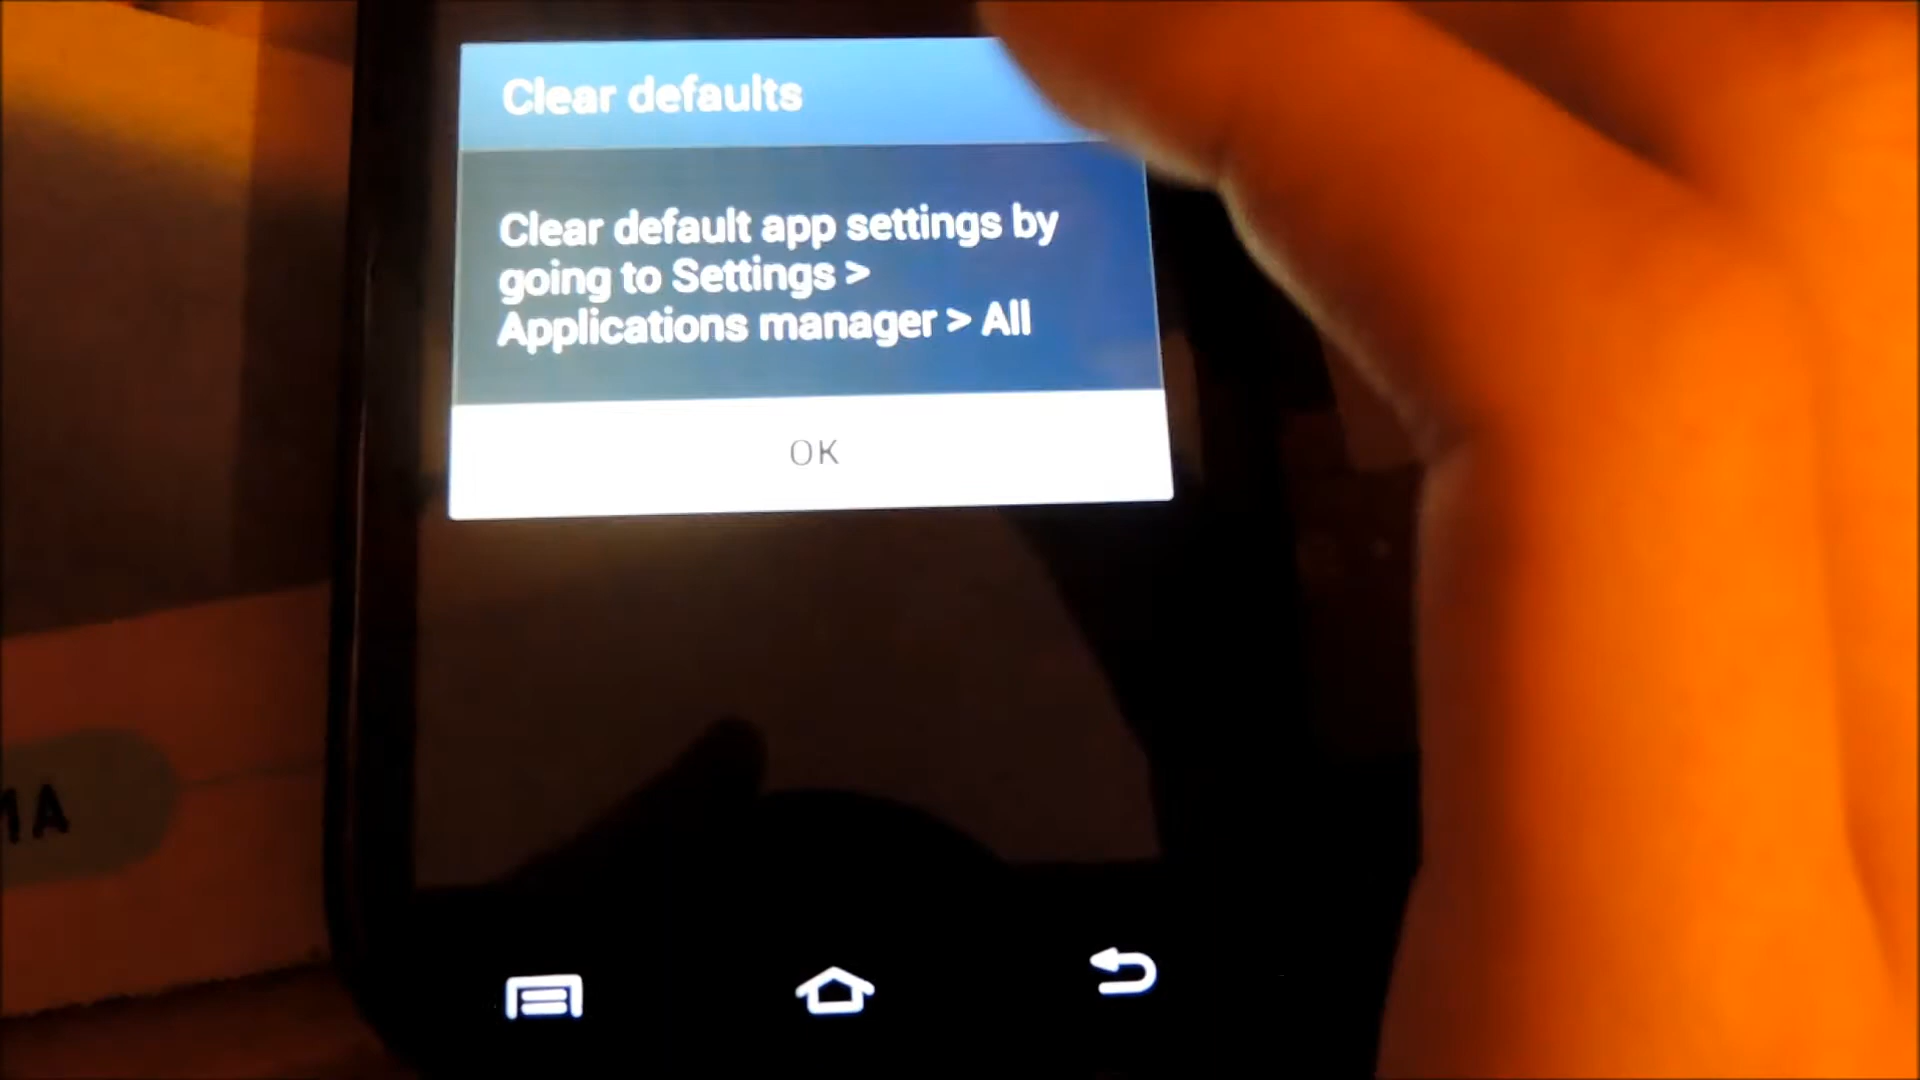 Clear defaults
Clear default app settings by
going to Settings >
Applications manager > All
OK